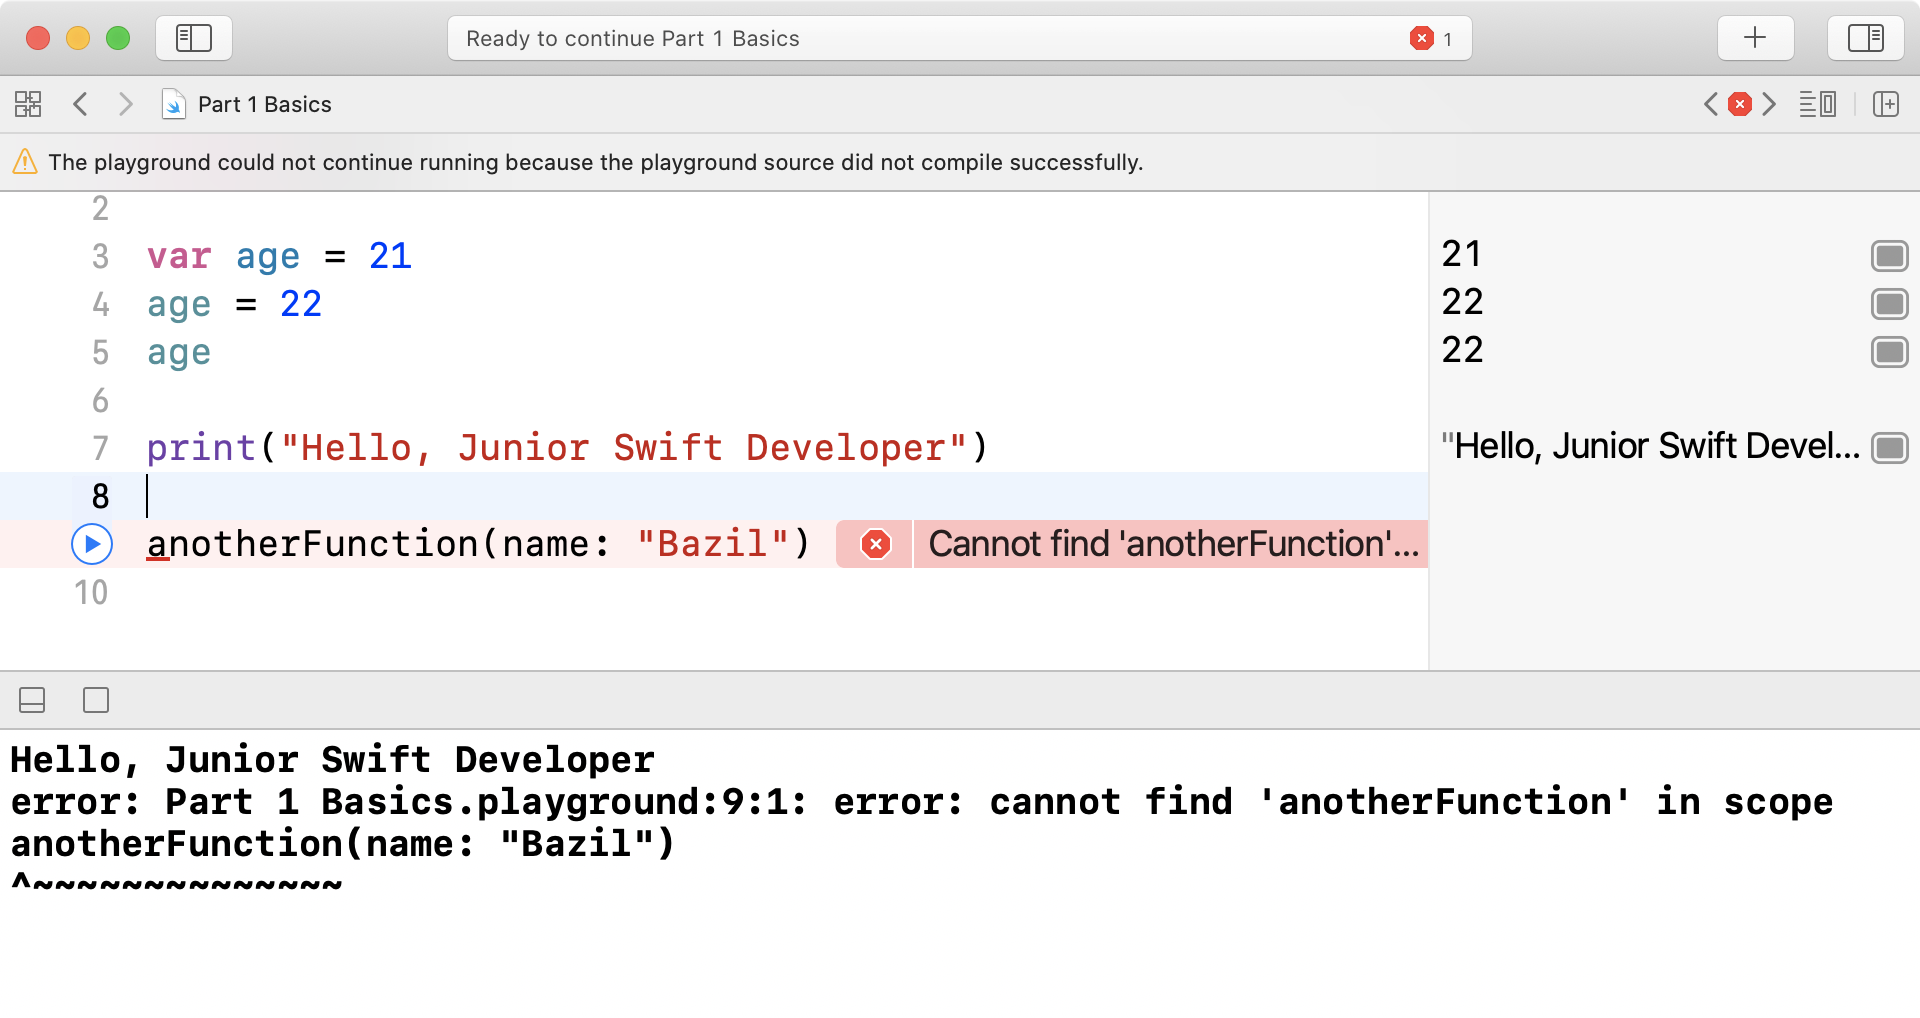 Ready to continue Part 1 Basics
1
Part 1 Basics
The playground could not continue running because the playground source did not compile successfully.
2
3 var age = 21 21
4 age = 22 22
5 age 22
6
7 print("Hello, Junior Swift Developer") "Hello, Junior Swift Devel...
8
anotherFunction(name: "Bazil") Cannot find 'anotherFunction'...
10
Hello, Junior Swift Developer
error: Part 1 Basics.playground:9:1: error: cannot find 'anotherFunction' in scope
anotherFunction(name: "Bazil")
^~~~~~~~~~~~~~~